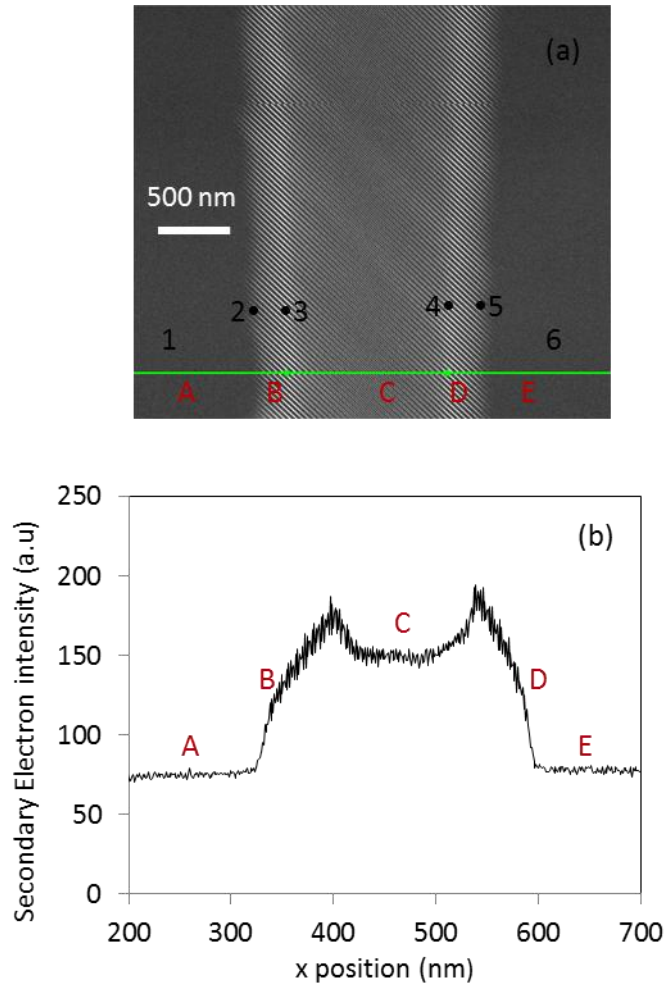 (a)
500 nm
2 3 4 5
1 6
A B C D E
250
(b)
200
C
150
B D
A E
100
50
0
200 300 400 500 600 700
x position (nm)
Secondary Electron intensity (a.u)